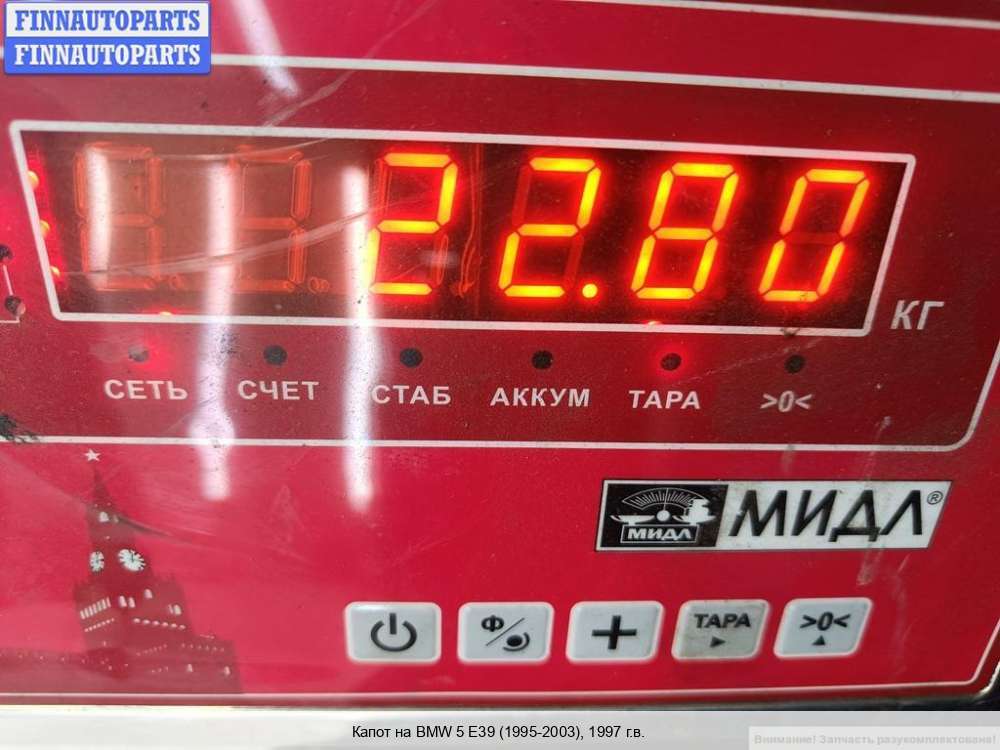 FINNAUTOPARTS
FINNAUTOPARTS
22.80
КГ
СЕТЬ СЧЕТ СТАБ АККУМ ТАРА >0<
МИДЛ МИДЛ®
Ф ТАРА >0<
Капот на BMW 5 E39 (1995-2003), 1997 г.в.
Внимание! Запчасть разукомплектована!